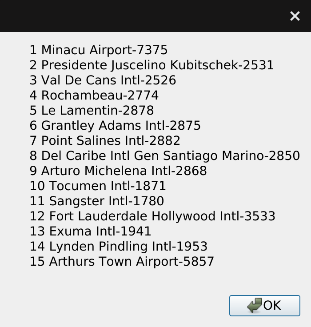 1 Minacu Airport-7375
2 Presidente Juscelino Kubitschek-2531
3 Val De Cans Intl-2526
4 Rochambeau-2774
5 Le Lamentin-2878
6 Grantley Adams Intl-2875
7 Point Salines Intl-2882
8 Del Caribe Intl Gen Santiago Marino-2850
9 Arturo Michelena Intl-2868
10 Tocumen Intl-1871
11 Sangster Intl-1780
12 Fort Lauderdale Hollywood Intl-3533
13 Exuma Intl-1941
14 Lynden Pindling Intl-1953
15 Arthurs Town Airport-5857
OK